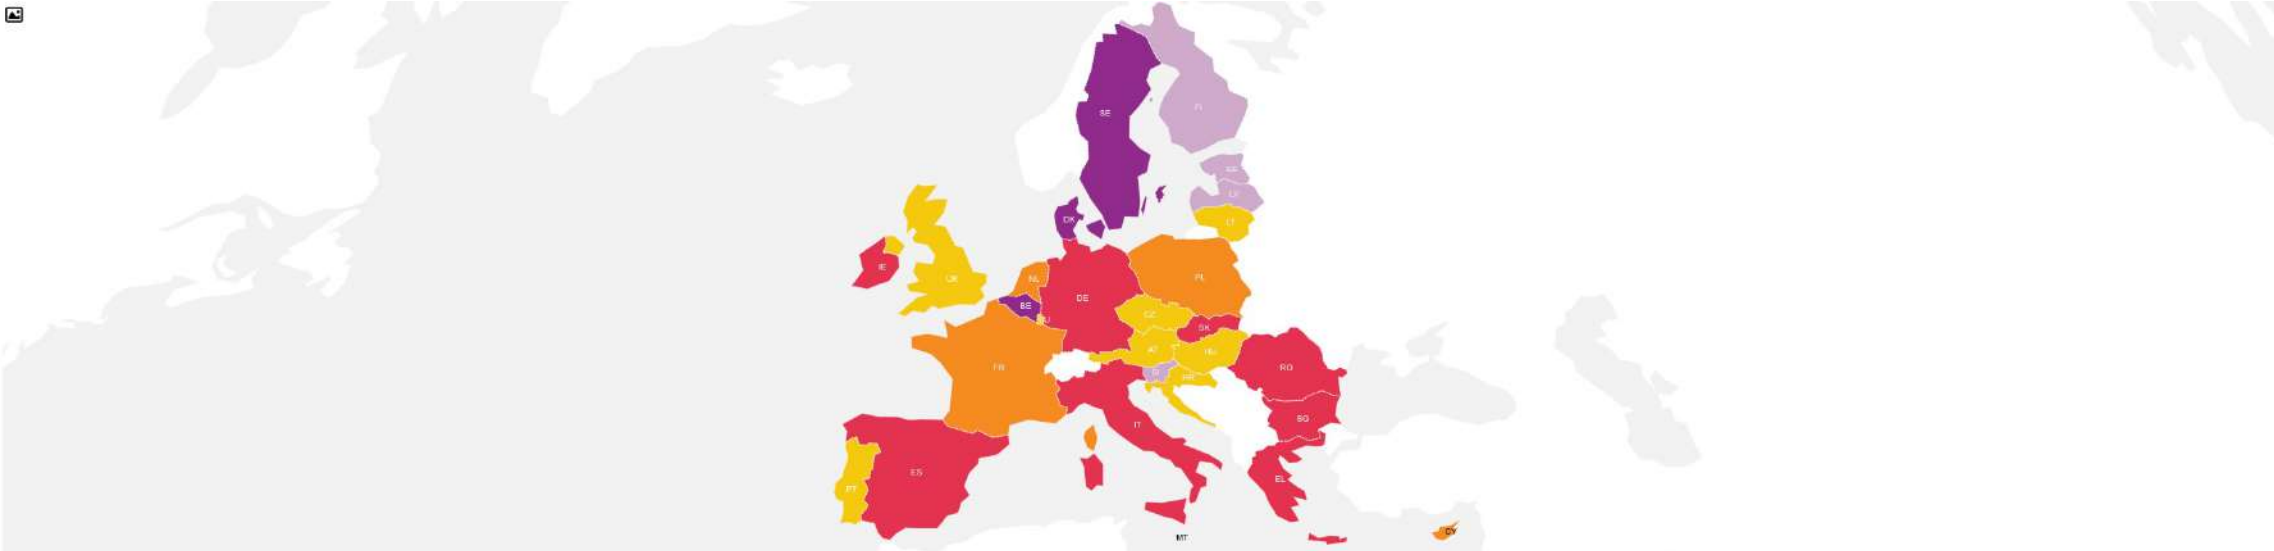 SE
FI
EE
LV
DK
LT
IE
UK
NL
PL
DE
BE
LU
CZ
SK
AT
HU
FR
RO
SI
HR
BG
IT
ES
EL
PT
CY
MT